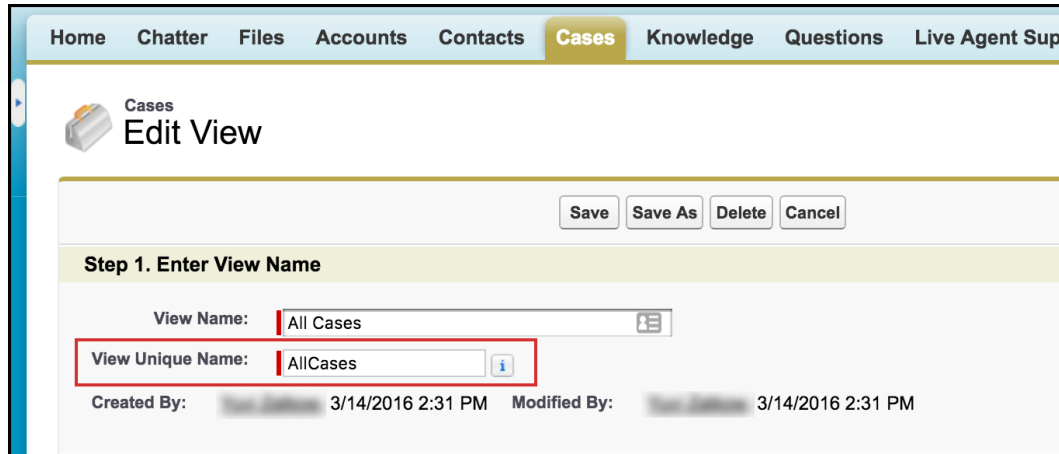 Home Chatter Files Accounts Contacts Cases Knowledge Questions Live Agent Sup
Cases
Edit View
Save Save As Delete Cancel
Step 1. Enter View Name
View Name: All Cases
View Unique Name: AllCases i
Created By: 3/14/2016 2:31 PM Modified By: 3/14/2016 2:31 PM